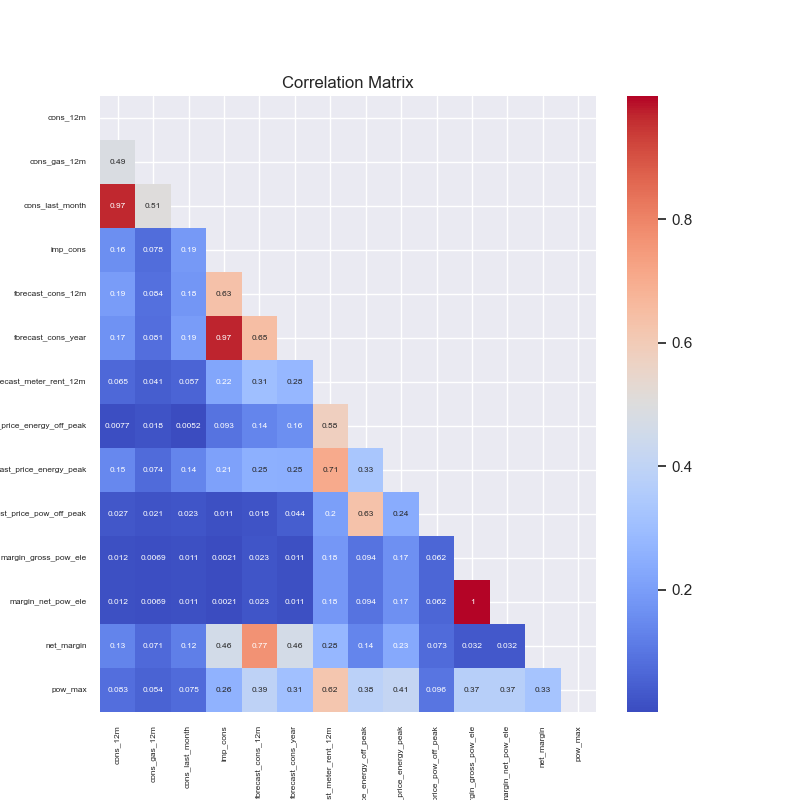 Correlation Matrix
cons_12m
cons_gas_12m 0.49
cons_last_month 0.97 0.51
imp_cons 0.16 0.078 0.19
forecast_cons_12m 0.19 0.084 0.18 0.63
forecast_cons_year 0.17 0.081 0.19 0.97 0.65
ecast_meter_rent_12m 0.065 0.041 0.057 0.22 0.31 0.28
price_energy_off_peak 0.0077 0.018 0.0052 0.093 0.14 0.16 0.58
ast_price_energy_peak 0.15 0.074 0.14 0.21 0.25 0.25 0.71 0.33
st_price_pow_off_peak 0.027 0.021 0.023 0.011 0.018 0.044 0.2 0.63 0.24
margin_gross_pow_ele 0.012 0.0069 0.011 0.0021 0.023 0.011 0.18 0.094 0.17 0.062
margin_net_pow_ele 0.012 0.0069 0.011 0.0021 0.023 0.011 0.18 0.094 0.17 0.062 1
net_margin 0.13 0.071 0.12 0.46 0.77 0.46 0.28 0.14 0.23 0.073 0.032 0.032
pow_max 0.083 0.054 0.075 0.26 0.39 0.31 0.62 0.38 0.41 0.096 0.37 0.37 0.33
cons_12m
cons_gas_12m
cons_last_month
imp_cons
forecast_cons_12m
forecast_cons_year
st_meter_rent_12m
ce_energy_off_peak
_price_energy_peak
price_pow_off_peak
rgin_gross_pow_ele
margin_net_pow_ele
net_margin
pow_max
0.8
0.6
0.4
0.2